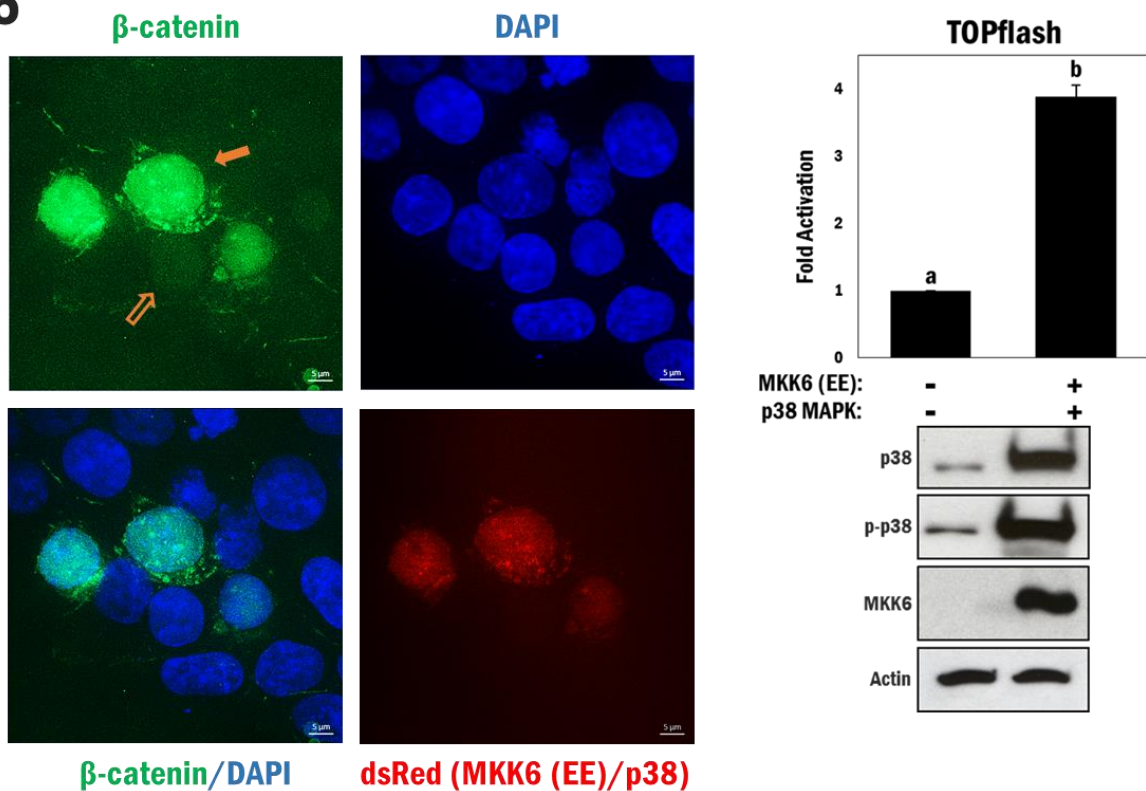 β-catenin
DAPI
5 µm
5 µm
5 µm
5 µm
β-catenin/DAPI
dsRed (MKK6 (EE)/p38)
TOPflash
Fold Activation
4
3
2
1
0
a
b
MKK6 (EE): - +
p38 MAPK: - +
p38
p-p38
MKK6
Actin